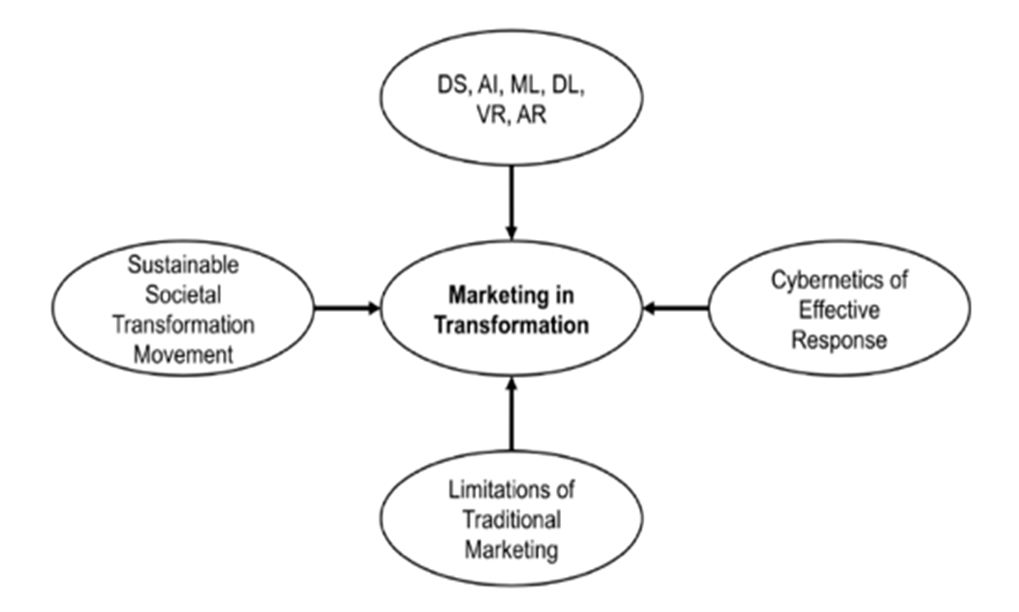 DS, AI, ML, DL,
VR, AR
Sustainable
Societal
Transformation
Movement
Marketing in
Transformation
Cybernetics of
Effective
Response
Limitations of
Traditional
Marketing